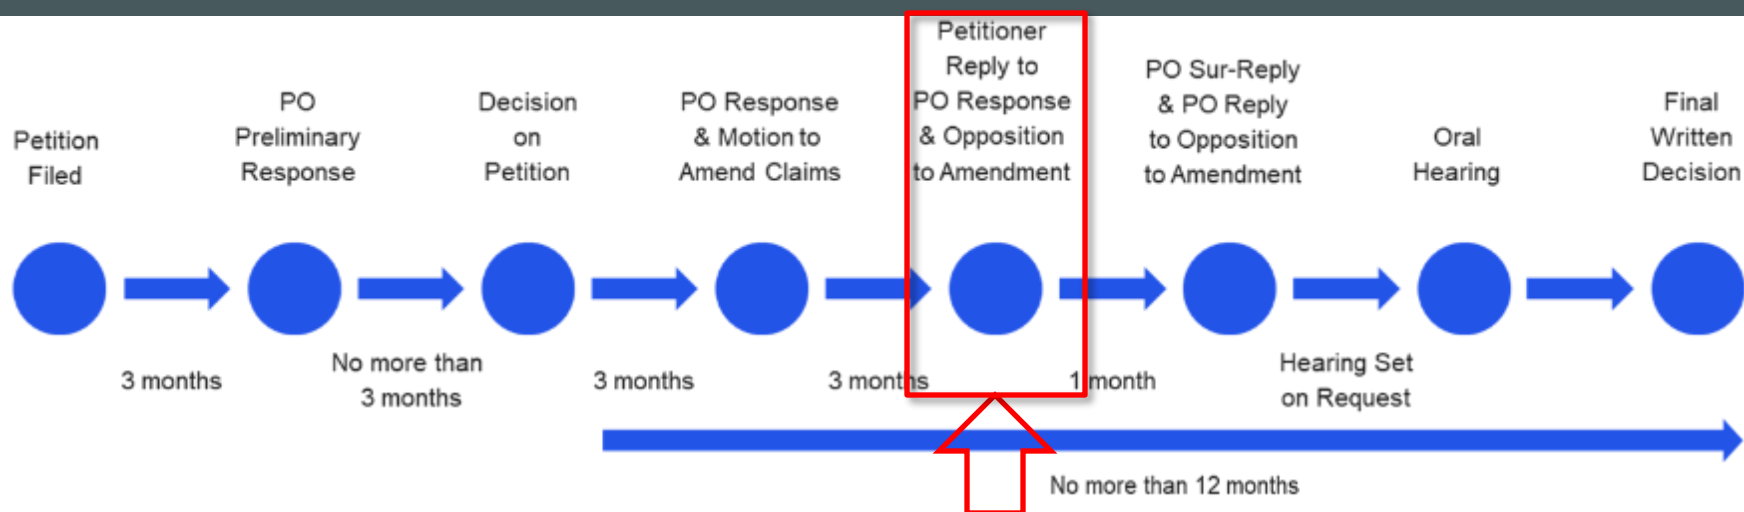 Petition
Filed
PO
Preliminary
Response
Decision
on
Petition
PO Response
& Motion to
Amend Claims
Petitioner
Reply to
PO Response
& Opposition
to Amendment
PO Sur-Reply
& PO Reply
to Opposition
to Amendment
Oral
Hearing
Final
Written
Decision
3 months
No more than
3 months
3 months
3 months
1 month
Hearing Set
on Request
No more than 12 months